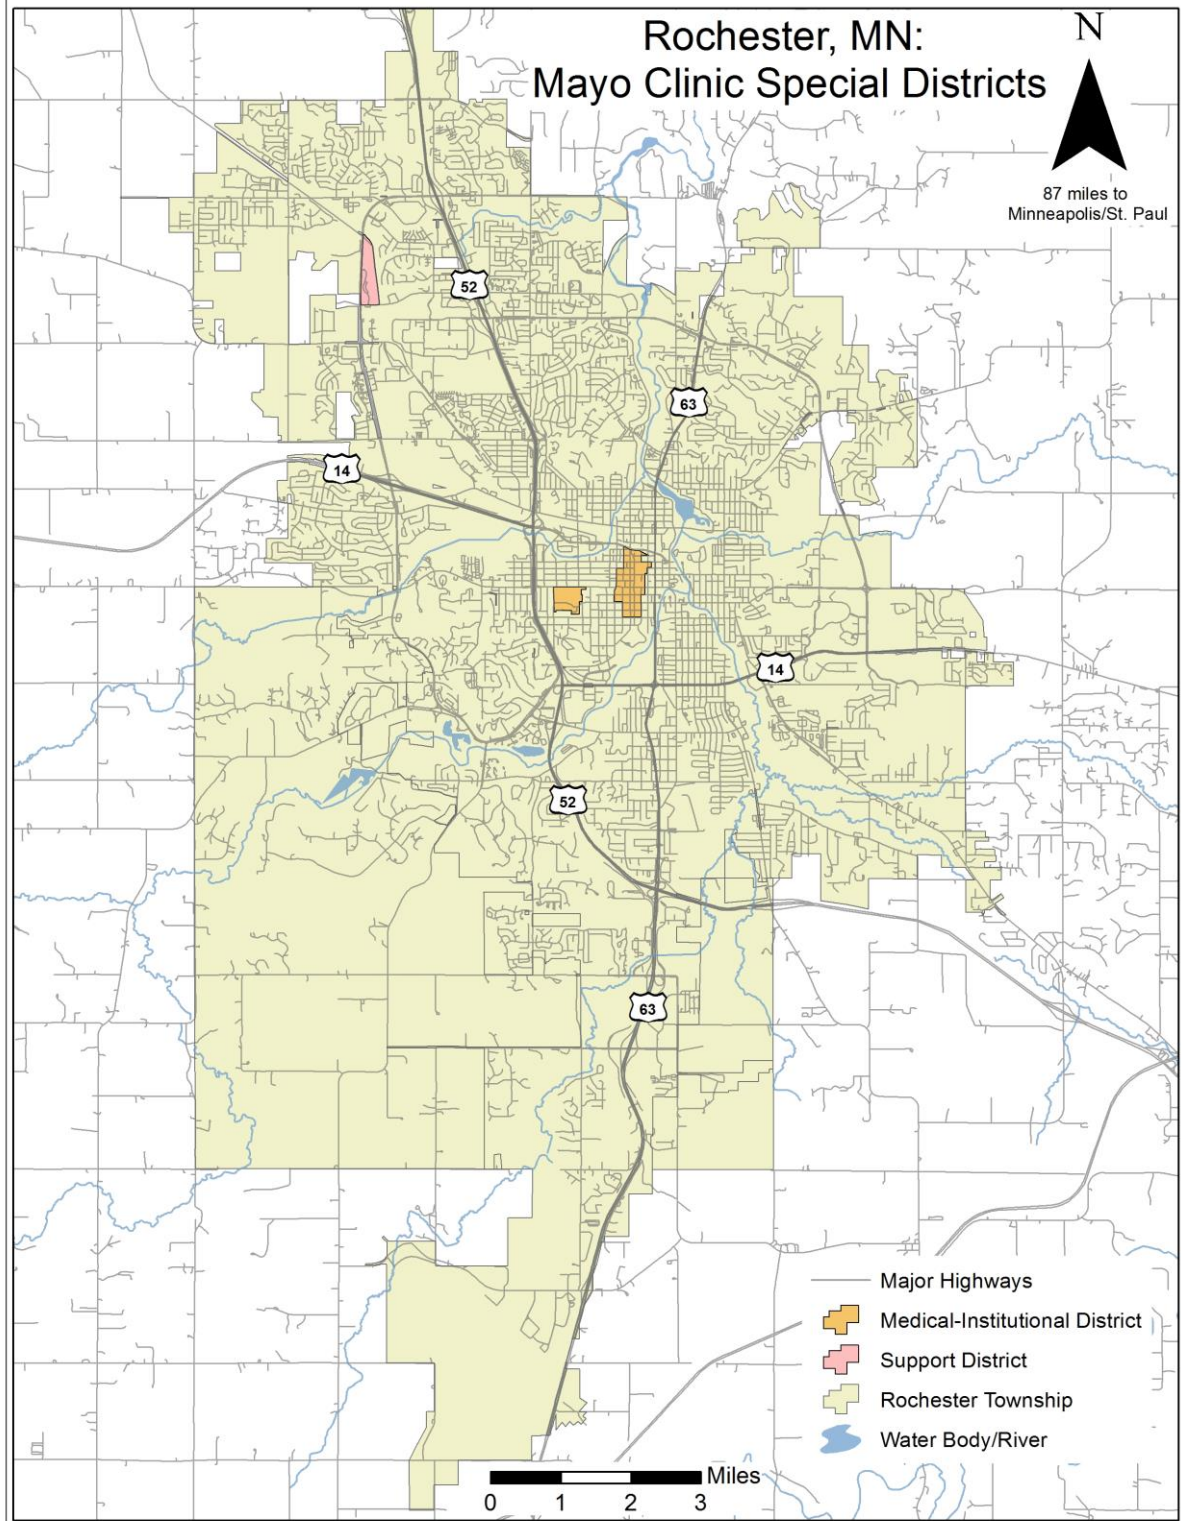 Rochester, MN:
Mayo Clinic Special Districts
N
87 miles to
Minneapolis/St. Paul
52
63
14
14
52
63
Major Highways
Medical-Institutional District
Support District
Rochester Township
Water Body/River
Miles
0 1 2 3